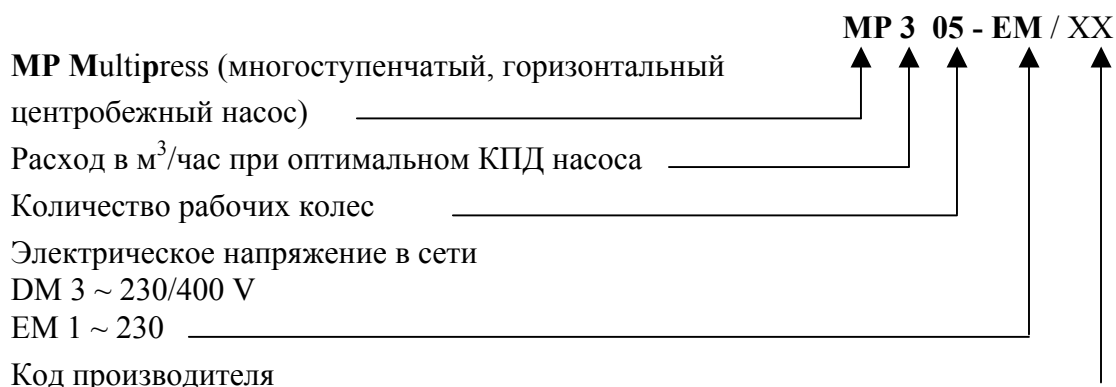 MP 3 05 - EM / XX
MP Multipress (многоступенчатый, горизонтальный
центробежный насос)
Расход в м³/час при оптимальном КПД насоса
Количество рабочих колес
Электрическое напряжение в сети
DM 3 ~ 230/400 V
EM 1 ~ 230
Код производителя